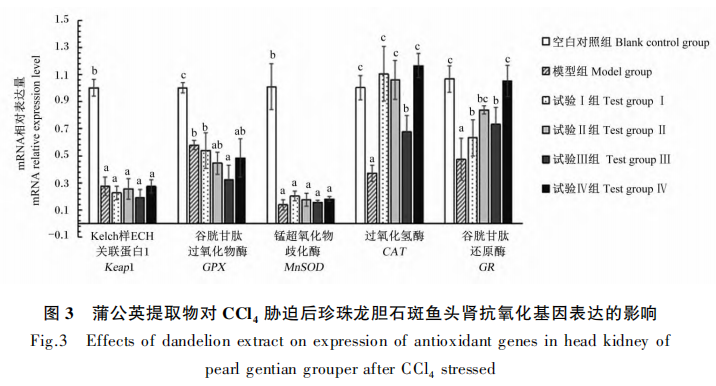 mRNA相对表达量
mRNA relative expression level
1.5
1.3
1.1
0.9
0.7
0.5
0.3
0.1
-0.1
b
a
a
a
a
a
c
b
b
ab
a
ab
b
a
a
a
a
a
c
a
c
c
b
c
c
a
b
bc
b
c
空白对照组 Blank control group
模型组 Model group
试验Ⅰ组 Test group Ⅰ
试验Ⅱ组 Test group Ⅱ
试验Ⅲ组 Test group Ⅲ
试验Ⅳ组 Test group Ⅳ
Kelch样ECH
关联蛋白1
Keap1
谷胱甘肽
过氧化物酶
GPX
锰超氧化物
歧化酶
MnSOD
过氧化氢酶
CAT
谷胱甘肽
还原酶
GR
图 3 蒲公英提取物对 CCl4 胁迫后珍珠龙胆石斑鱼头肾抗氧化基因表达的影响
Fig.3 Effects of dandelion extract on expression of antioxidant genes in head kidney of
pearl gentian grouper after CCl4 stressed